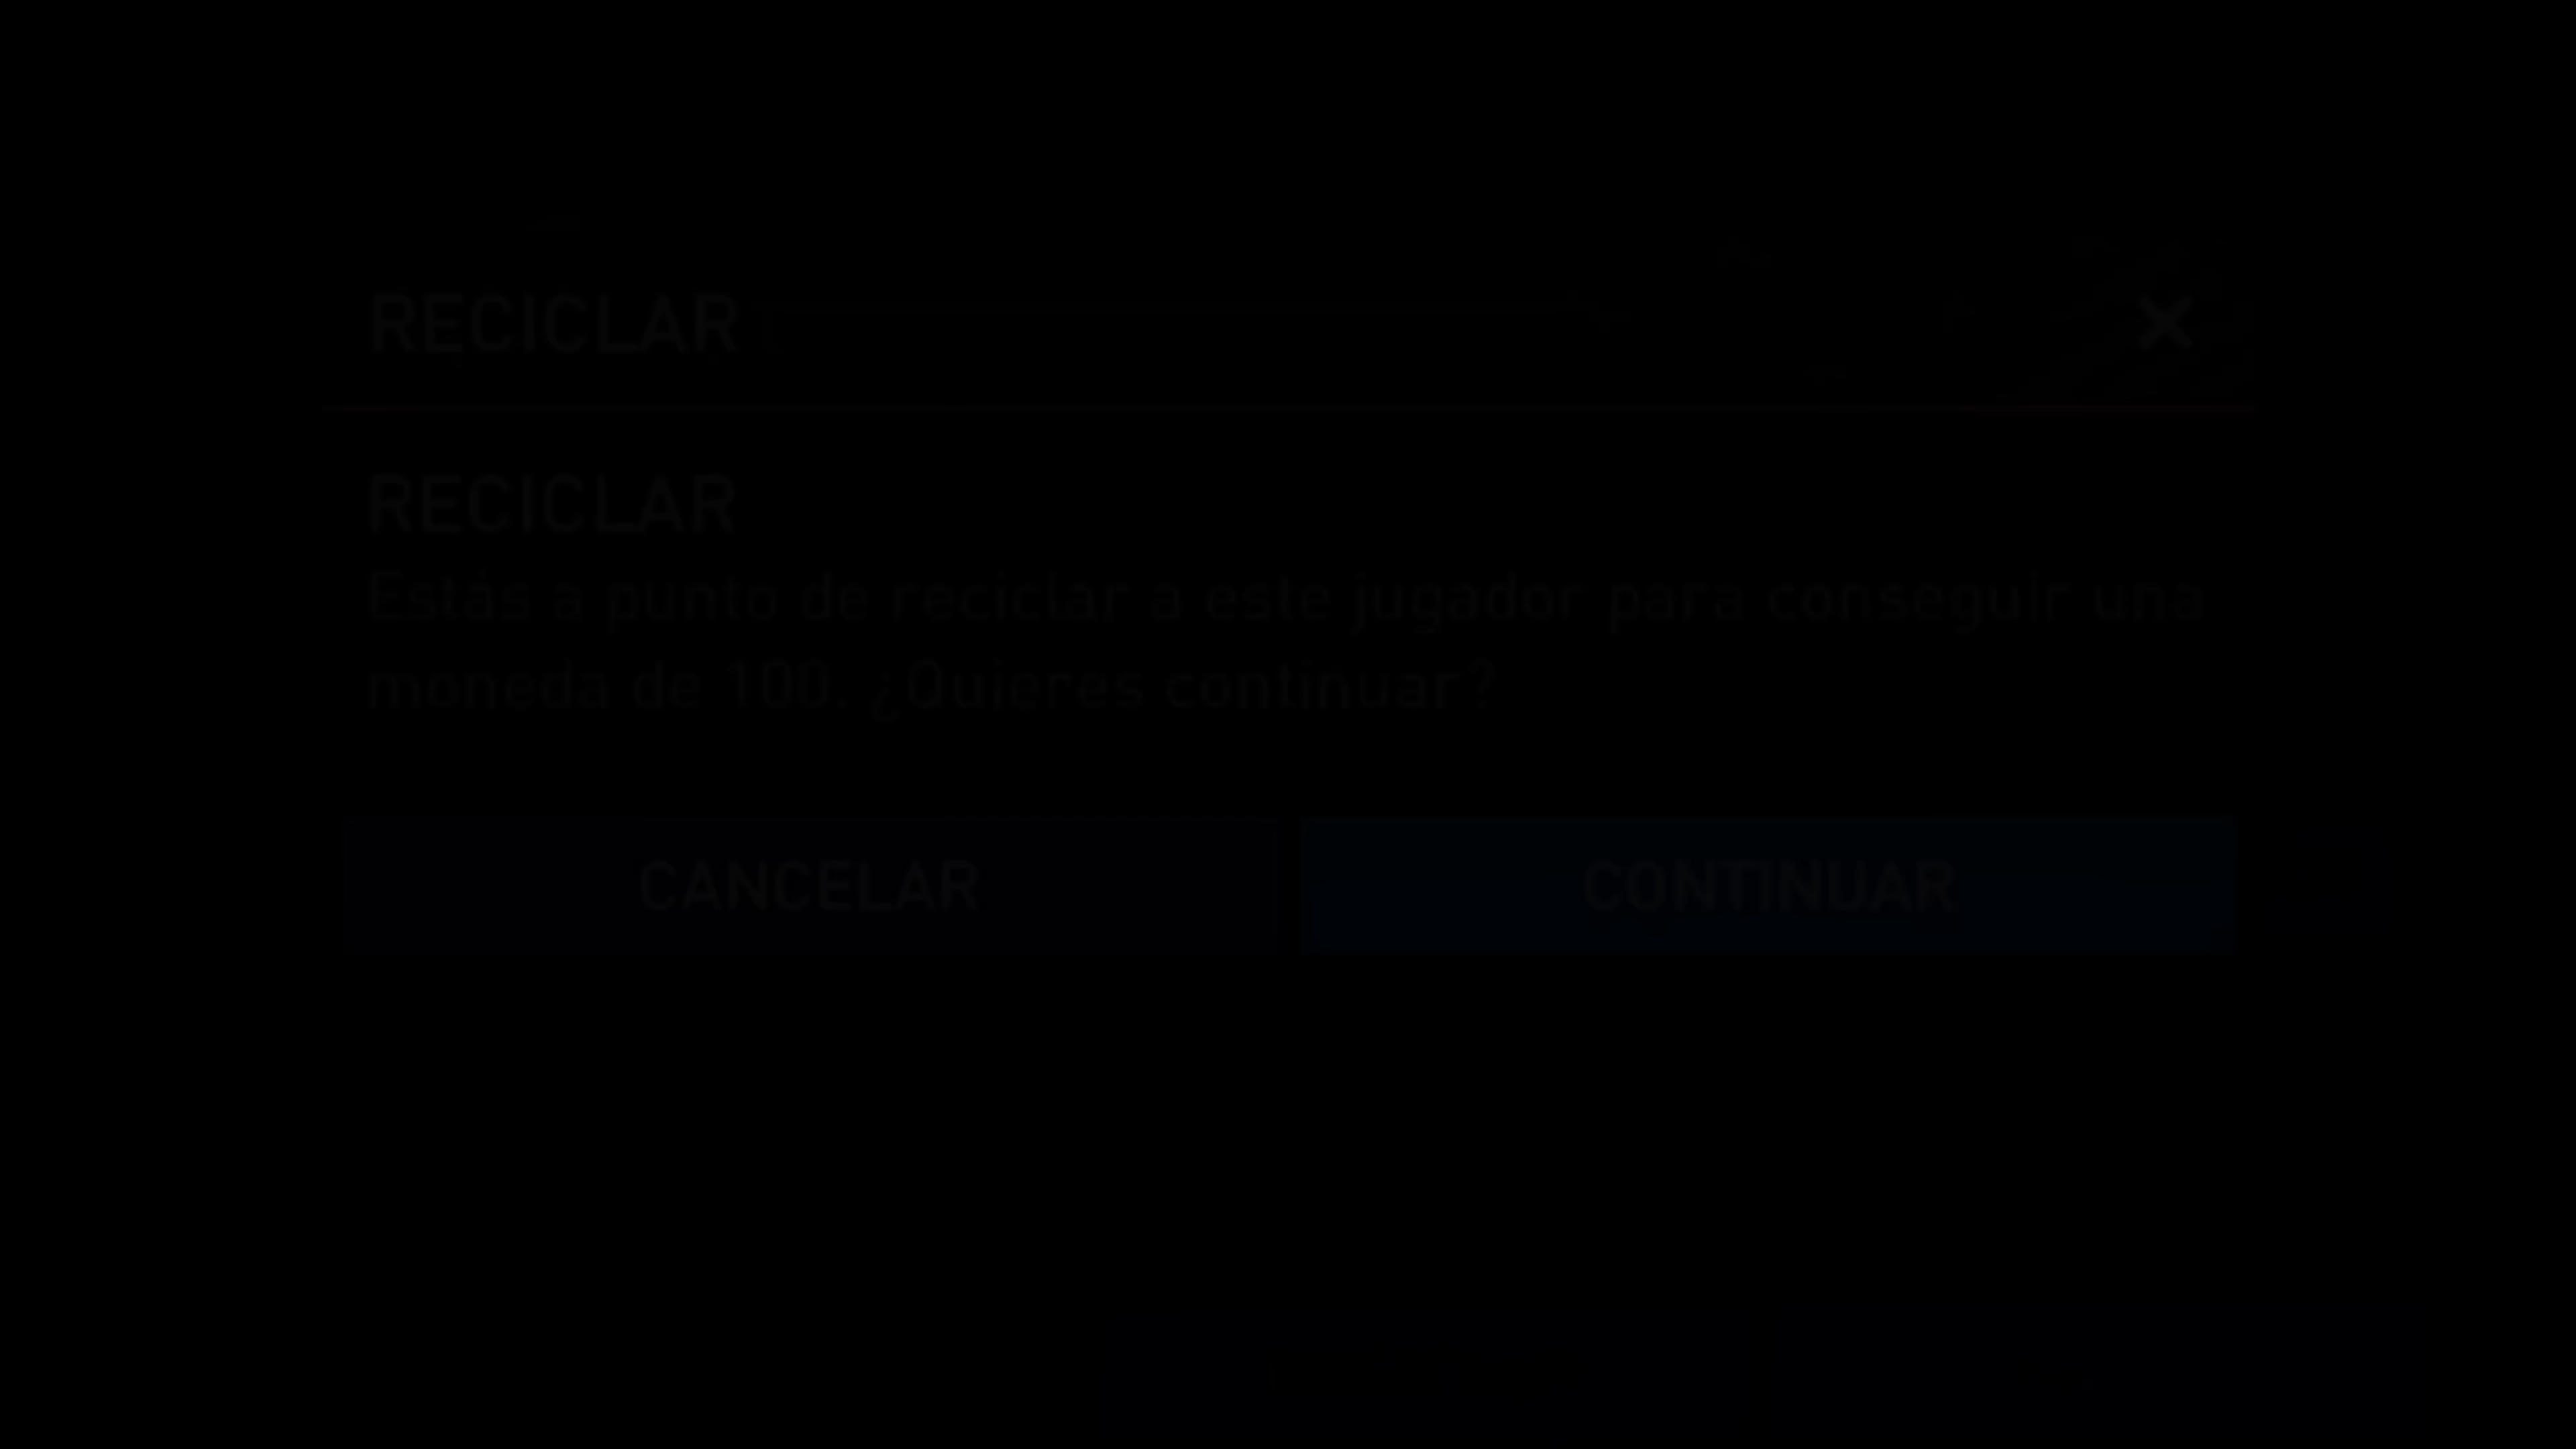 RECICLAR
RECICLAR
Estás a punto de reciclar a este jugador para conseguir una
moneda de 100. ¿Quieres continuar?
CANCELAR
CONTINUAR